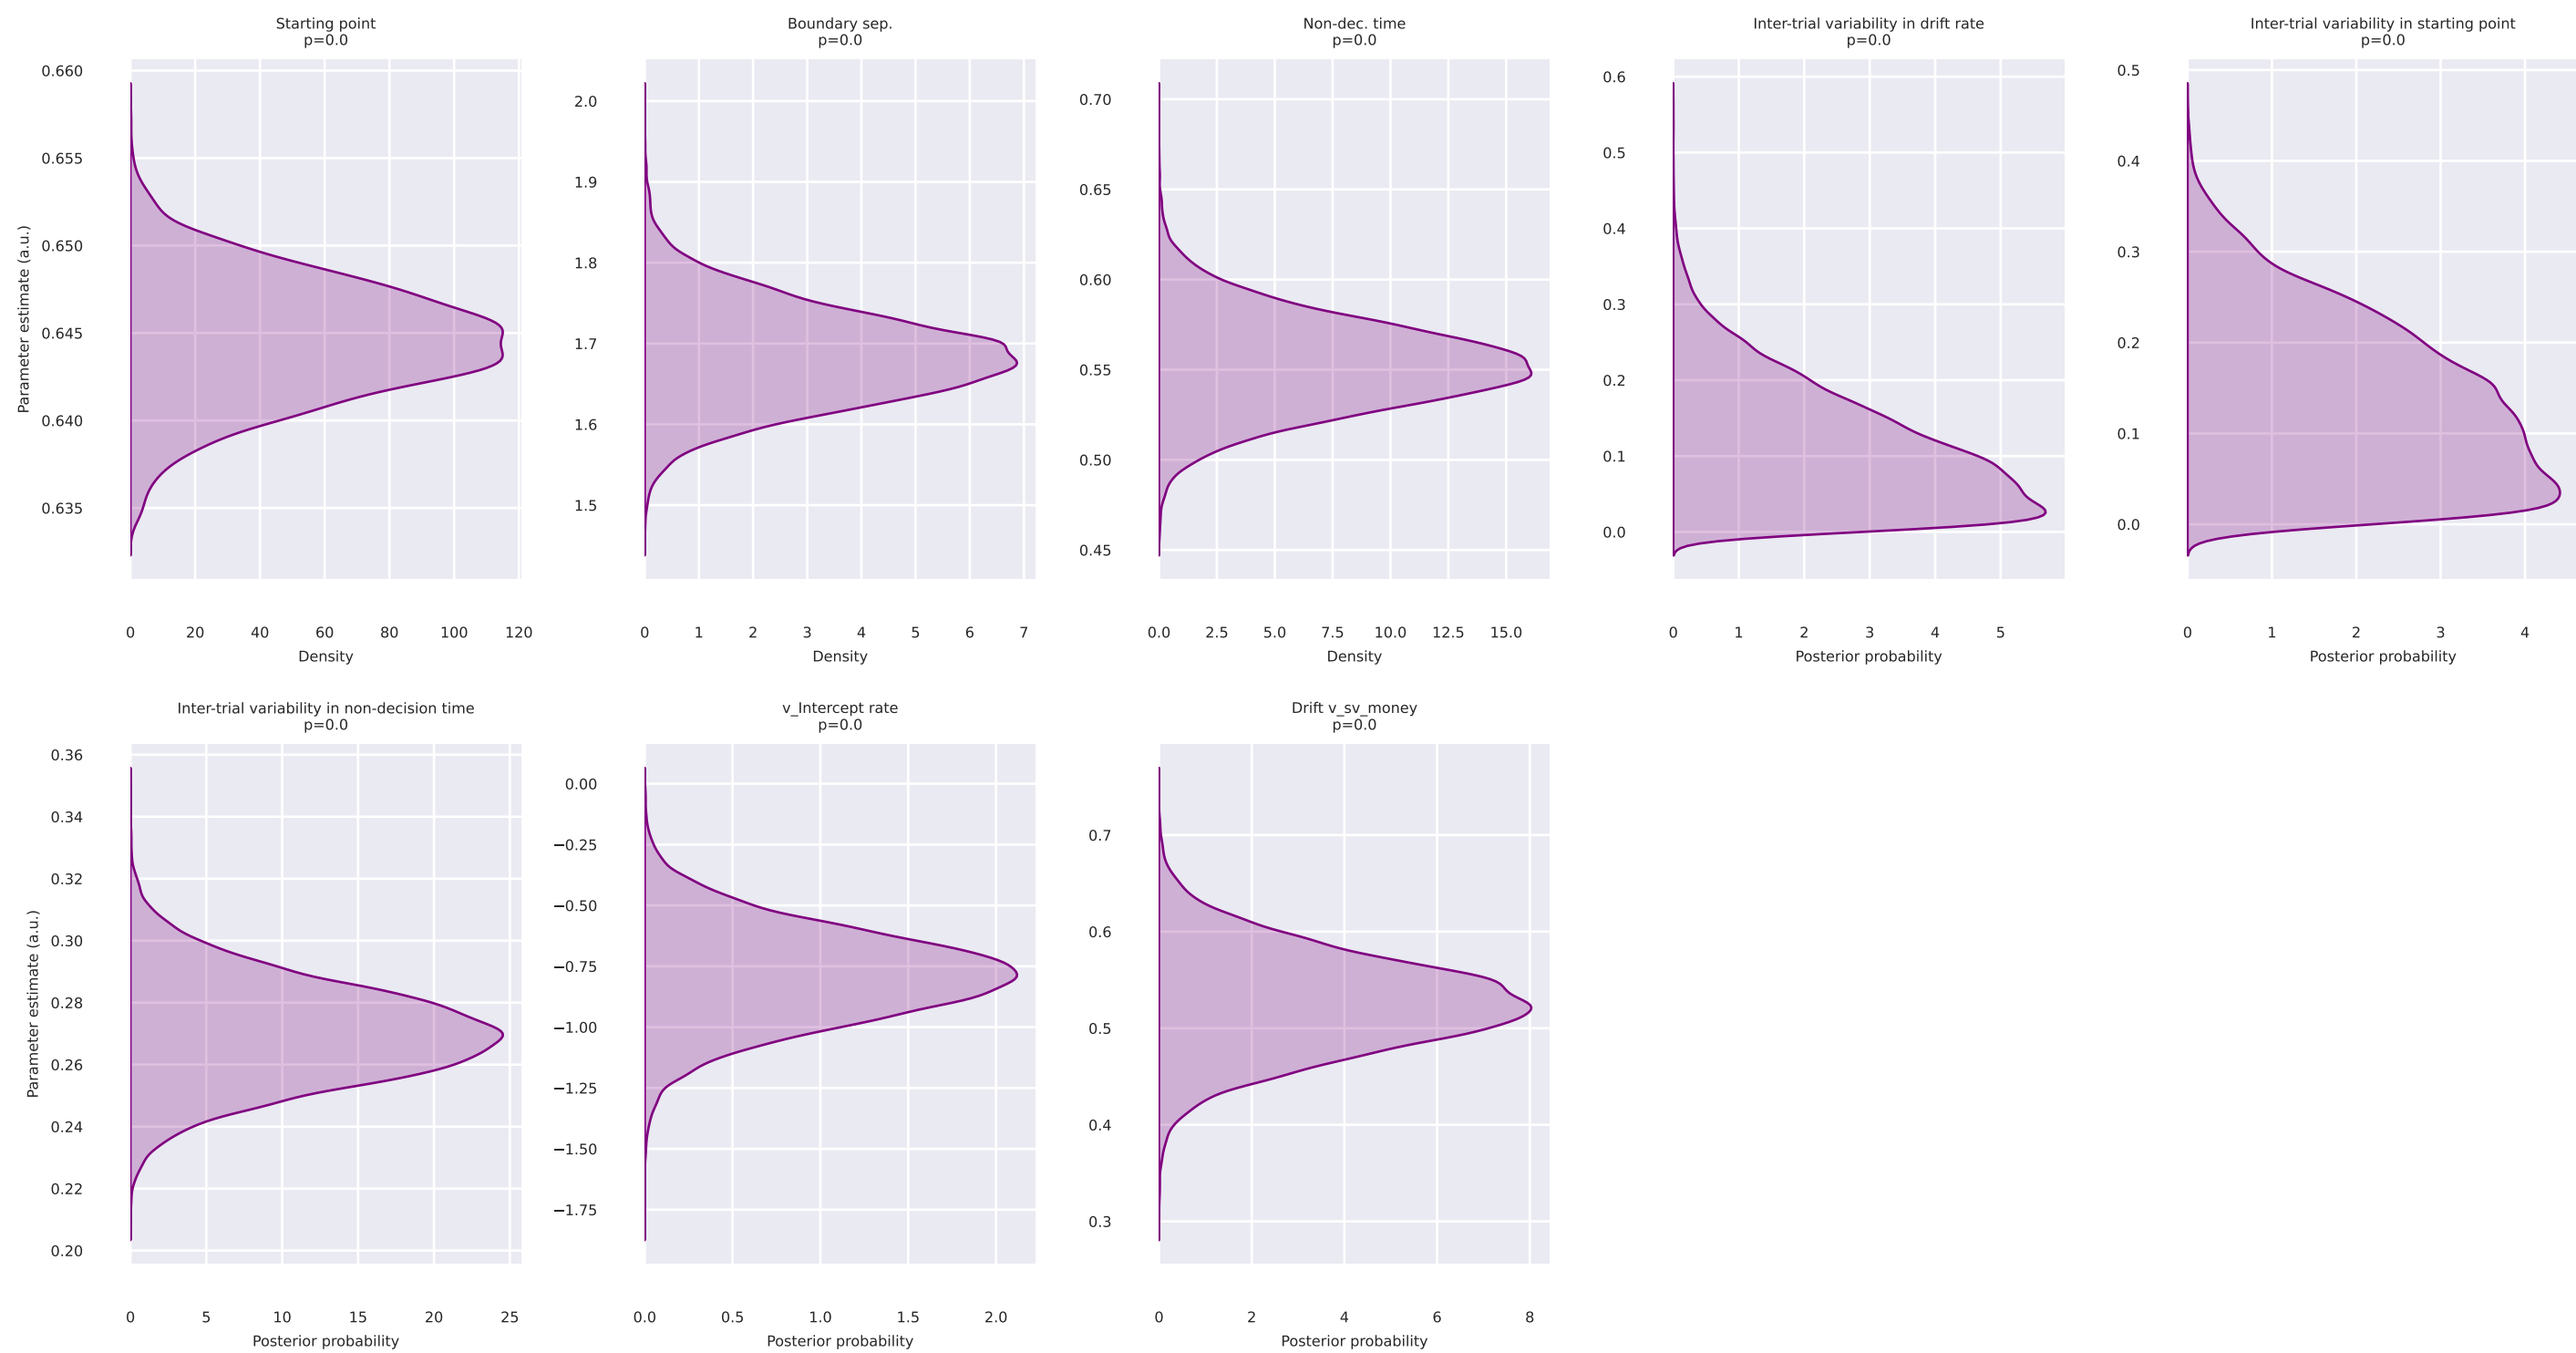 Starting point
p=0.0
Boundary sep.
p=0.0
Non-dec. time
p=0.0
Inter-trial variability in drift rate
p=0.0
Inter-trial variability in starting point
p=0.0
Parameter estimate (a.u.)
0.660
0.655
0.650
0.645
0.640
0.635
0 20 40 60 80 100 120
Density
2.0
1.9
1.8
1.7
1.6
1.5
0 1 2 3 4 5 6 7
Density
0.70
0.65
0.60
0.55
0.50
0.45
0.0 2.5 5.0 7.5 10.0 12.5 15.0
Density
0.6
0.5
0.4
0.3
0.2
0.1
0.0
0 1 2 3 4 5
Posterior probability
0.5
0.4
0.3
0.2
0.1
0.0
0 1 2 3 4
Posterior probability
Inter-trial variability in non-decision time
p=0.0
v_Intercept rate
p=0.0
Drift v_sv_money
p=0.0
Parameter estimate (a.u.)
0.36
0.34
0.32
0.30
0.28
0.26
0.24
0.22
0.20
0 5 10 15 20 25
Posterior probability
0.00
−0.25
−0.50
−0.75
−1.00
−1.25
−1.50
−1.75
0.0 0.5 1.0 1.5 2.0
Posterior probability
0.7
0.6
0.5
0.4
0.3
0 2 4 6 8
Posterior probability